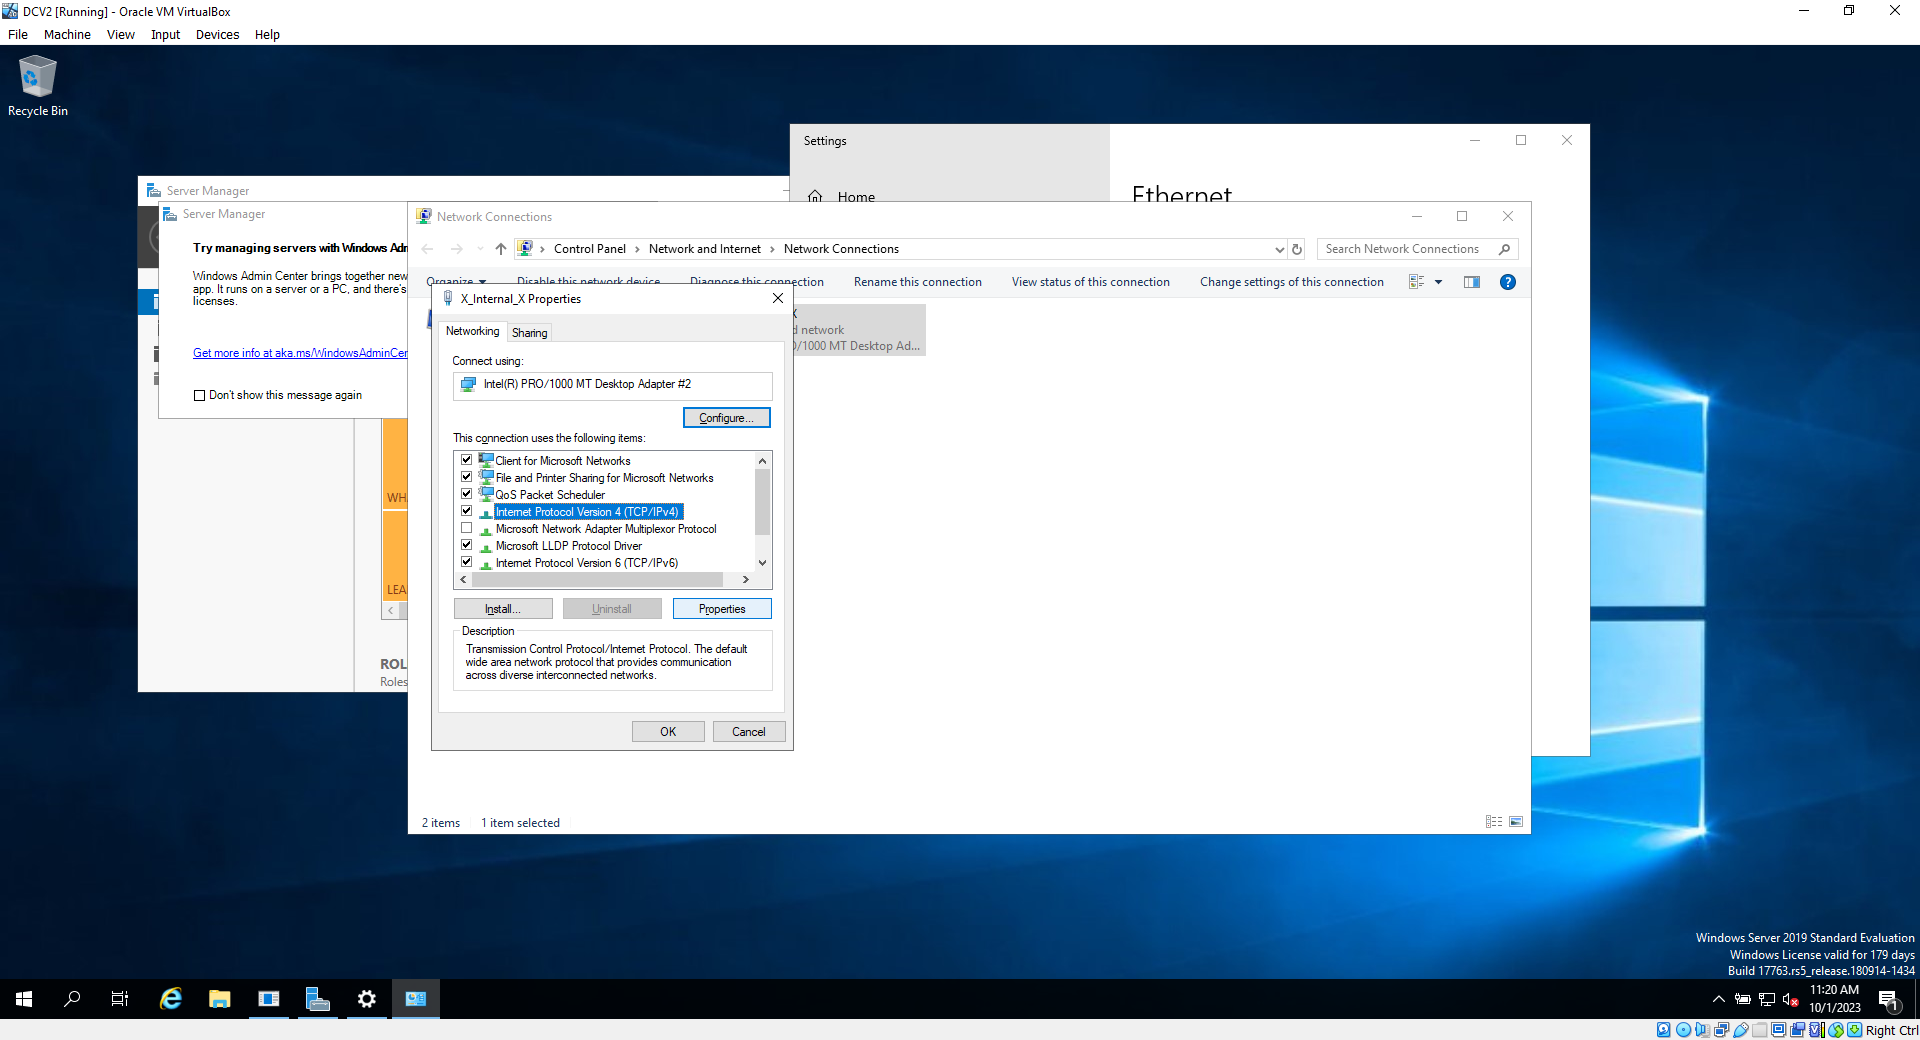 DCV2 [Running] - Oracle VM VirtualBox
File Machine View Input Devices Help
Recycle Bin
Settings
Home
Ethernet
Server Manager
Server Manager
Try managing servers with Windows Adm
Windows Admin Center brings together new
app. It runs on a server or a PC, and there's
licenses.
Get more info at aka.ms/WindowsAdminCen
Don't show this message again
WHA
LEA
ROL
Roles
Network Connections
Control Panel > Network and Internet > Network Connections
Search Network Connections
Organize Disable this network device Diagnose this connection Rename this connection View status of this connection Change settings of this connection
X
d network
O/1000 MT Desktop Ad...
X_Internal_X Properties
Networking Sharing
Connect using:
Intel(R) PRO/1000 MT Desktop Adapter #2
Configure...
This connection uses the following items:
Client for Microsoft Networks
File and Printer Sharing for Microsoft Networks
QoS Packet Scheduler
Internet Protocol Version 4 (TCP/IPv4)
Microsoft Network Adapter Multiplexor Protocol
Microsoft LLDP Protocol Driver
Internet Protocol Version 6 (TCP/IPv6)
Install... Uninstall Properties
Description
Transmission Control Protocol/Internet Protocol. The default
wide area network protocol that provides communication
across diverse interconnected networks.
OK Cancel
2 items 1 item selected
Windows Server 2019 Standard Evaluation
Windows License valid for 179 days
Build 17763.rs5_release.180914-1434
11:20 AM
10/1/2023
1
Right Ctrl